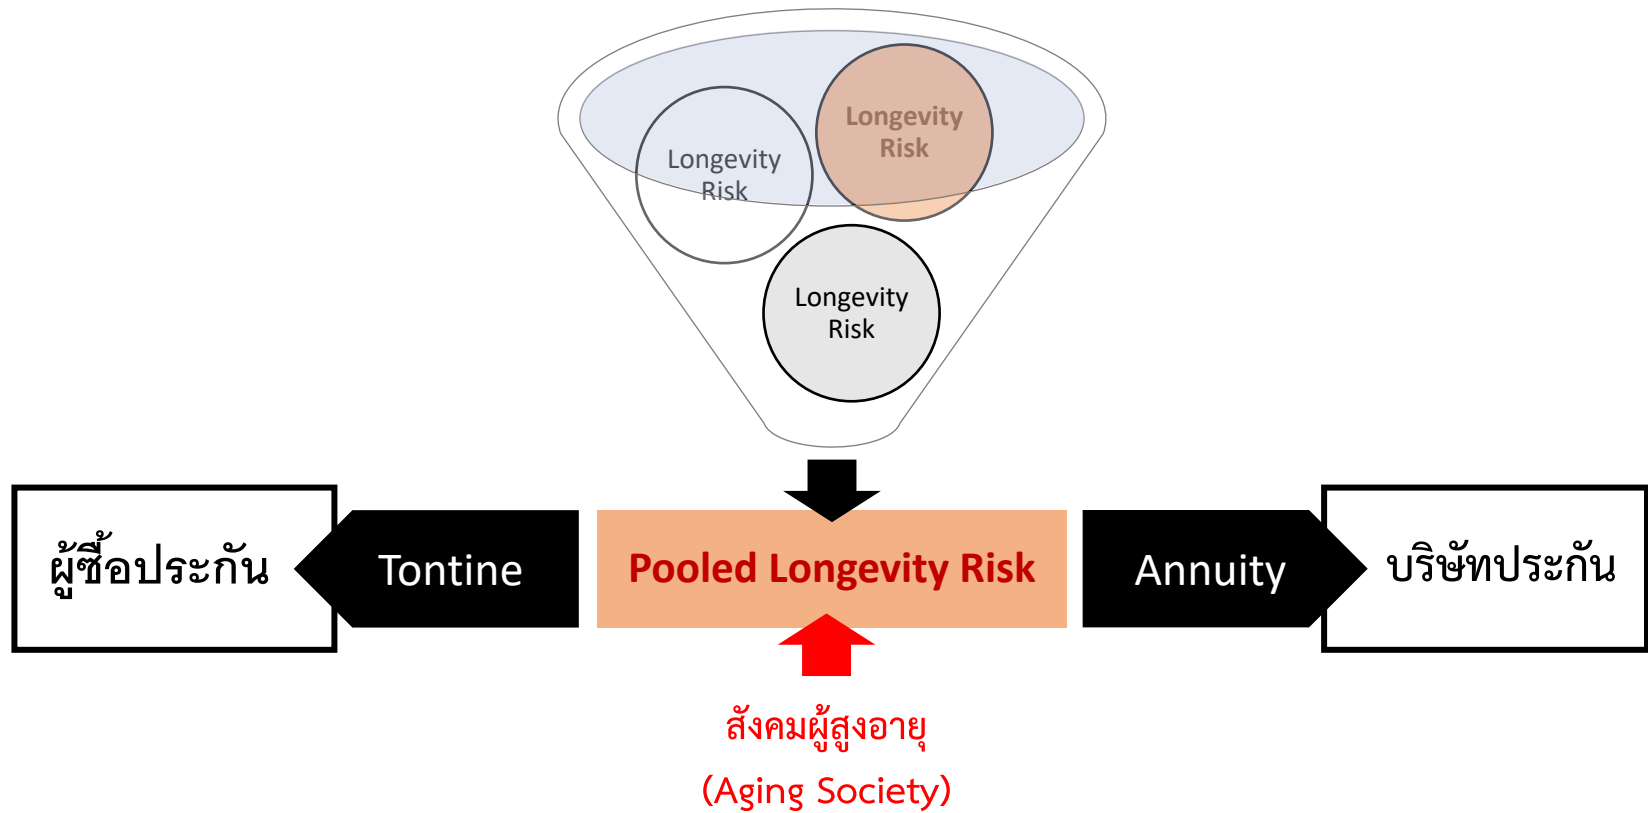 Longevity
Risk
Longevity
Risk
Longevity
Risk
ผู้ซื้อประกัน
Tontine
Pooled Longevity Risk
Annuity
บริษัทประกัน
สังคมผู้สูงอายุ
(Aging Society)